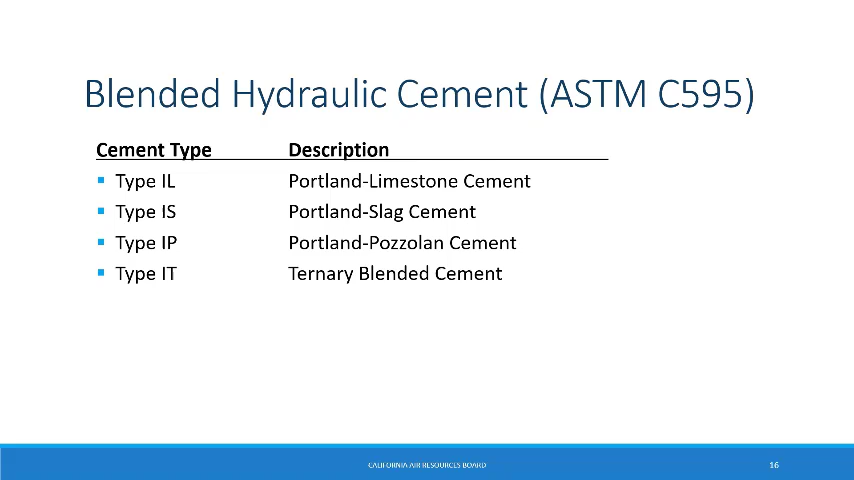 Blended Hydraulic Cement (ASTM C595)
Cement Type Description
Type IL Portland-Limestone Cement
Type IS Portland-Slag Cement
Type IP Portland-Pozzolan Cement
Type IT Ternary Blended Cement
CALIFORNIA AIR RESOURCES BOARD 16